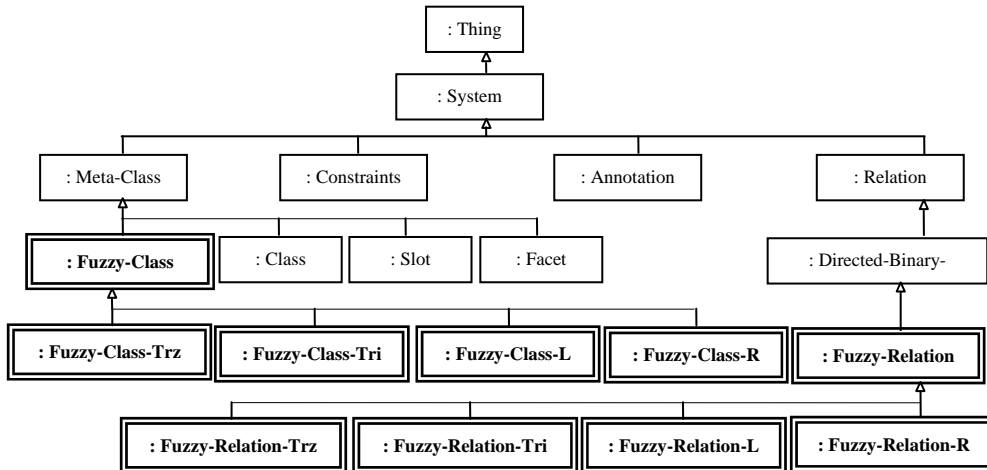 : Thing
: System
: Meta-Class
: Constraints
: Annotation
: Relation
: Fuzzy-Class
: Class
: Slot
: Facet
: Directed-Binary-
: Fuzzy-Class-Trz
: Fuzzy-Class-Tri
: Fuzzy-Class-L
: Fuzzy-Class-R
: Fuzzy-Relation
: Fuzzy-Relation-Trz
: Fuzzy-Relation-Tri
: Fuzzy-Relation-L
: Fuzzy-Relation-R